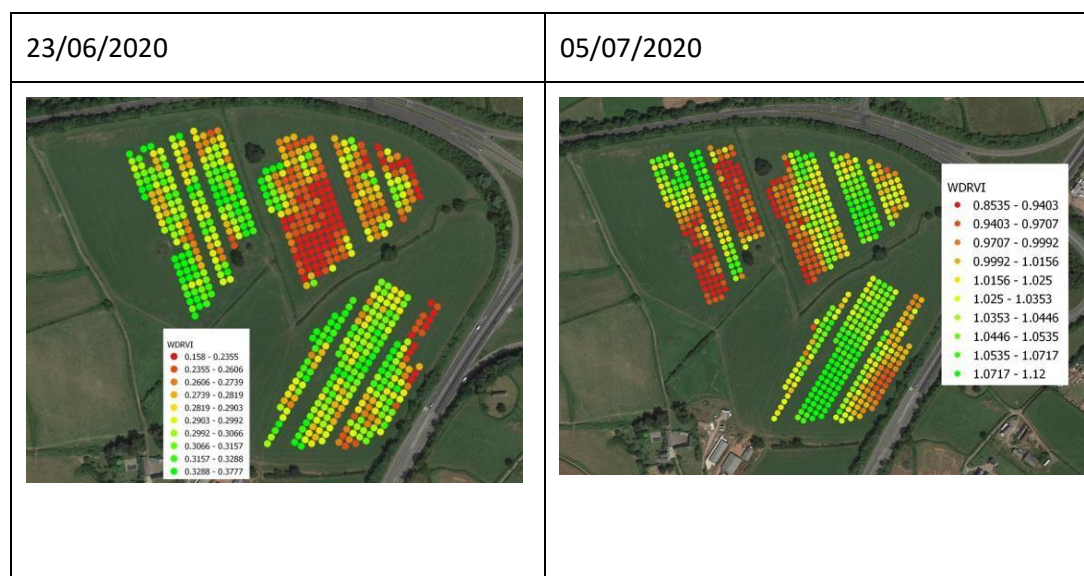 23/06/2020
05/07/2020
WDRVI
0.158 - 0.2355
0.2355 - 0.2606
0.2606 - 0.2739
0.2739 - 0.2819
0.2819 - 0.2903
0.2903 - 0.2992
0.2992 - 0.3066
0.3066 - 0.3157
0.3157 - 0.3288
0.3288 - 0.3777
WDRVI
0.8535 - 0.9403
0.9403 - 0.9707
0.9707 - 0.9992
0.9992 - 1.0156
1.0156 - 1.025
1.025 - 1.0353
1.0353 - 1.0446
1.0446 - 1.0535
1.0535 - 1.0717
1.0717 - 1.12